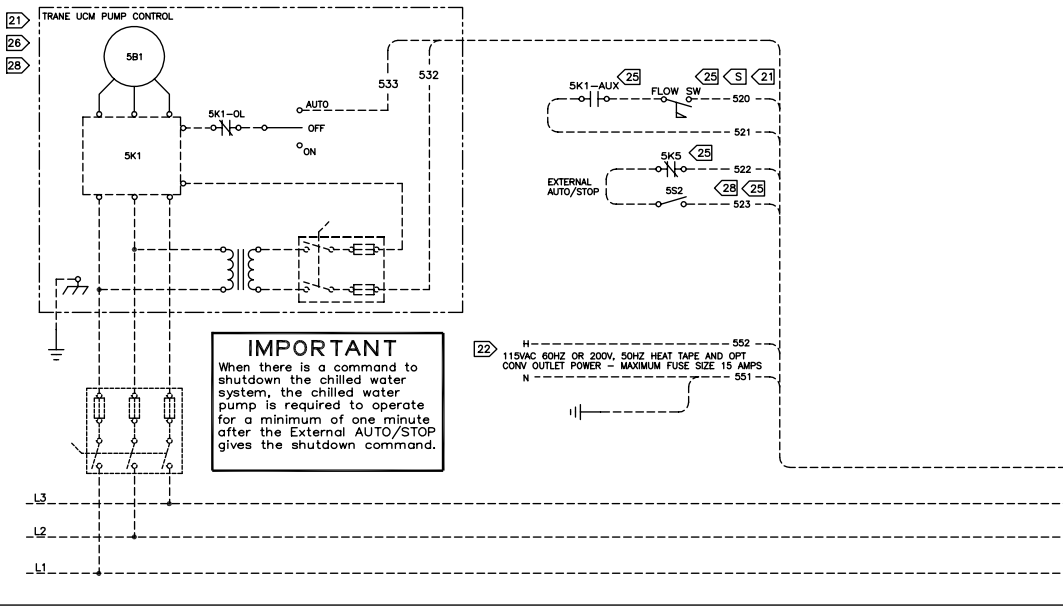 21
26
28
TRANE UCM PUMP CONTROL
5B1
533
532
5K1-OL
AUTO
OFF
ON
5K1
5K1-AUX
25
FLOW SW
25
S
21
520
521
5K5
25
522
EXTERNAL
AUTO/STOP
5S2
28
25
523
IMPORTANT
When there is a command to
shutdown the chilled water
system, the chilled water
pump is required to operate
for a minimum of one minute
after the External AUTO/STOP
gives the shutdown command.
22
H
552
115VAC 60HZ OR 200V, 50HZ HEAT TAPE AND OPT
CONV OUTLET POWER – MAXIMUM FUSE SIZE 15 AMPS
N
551
L3
L2
L1